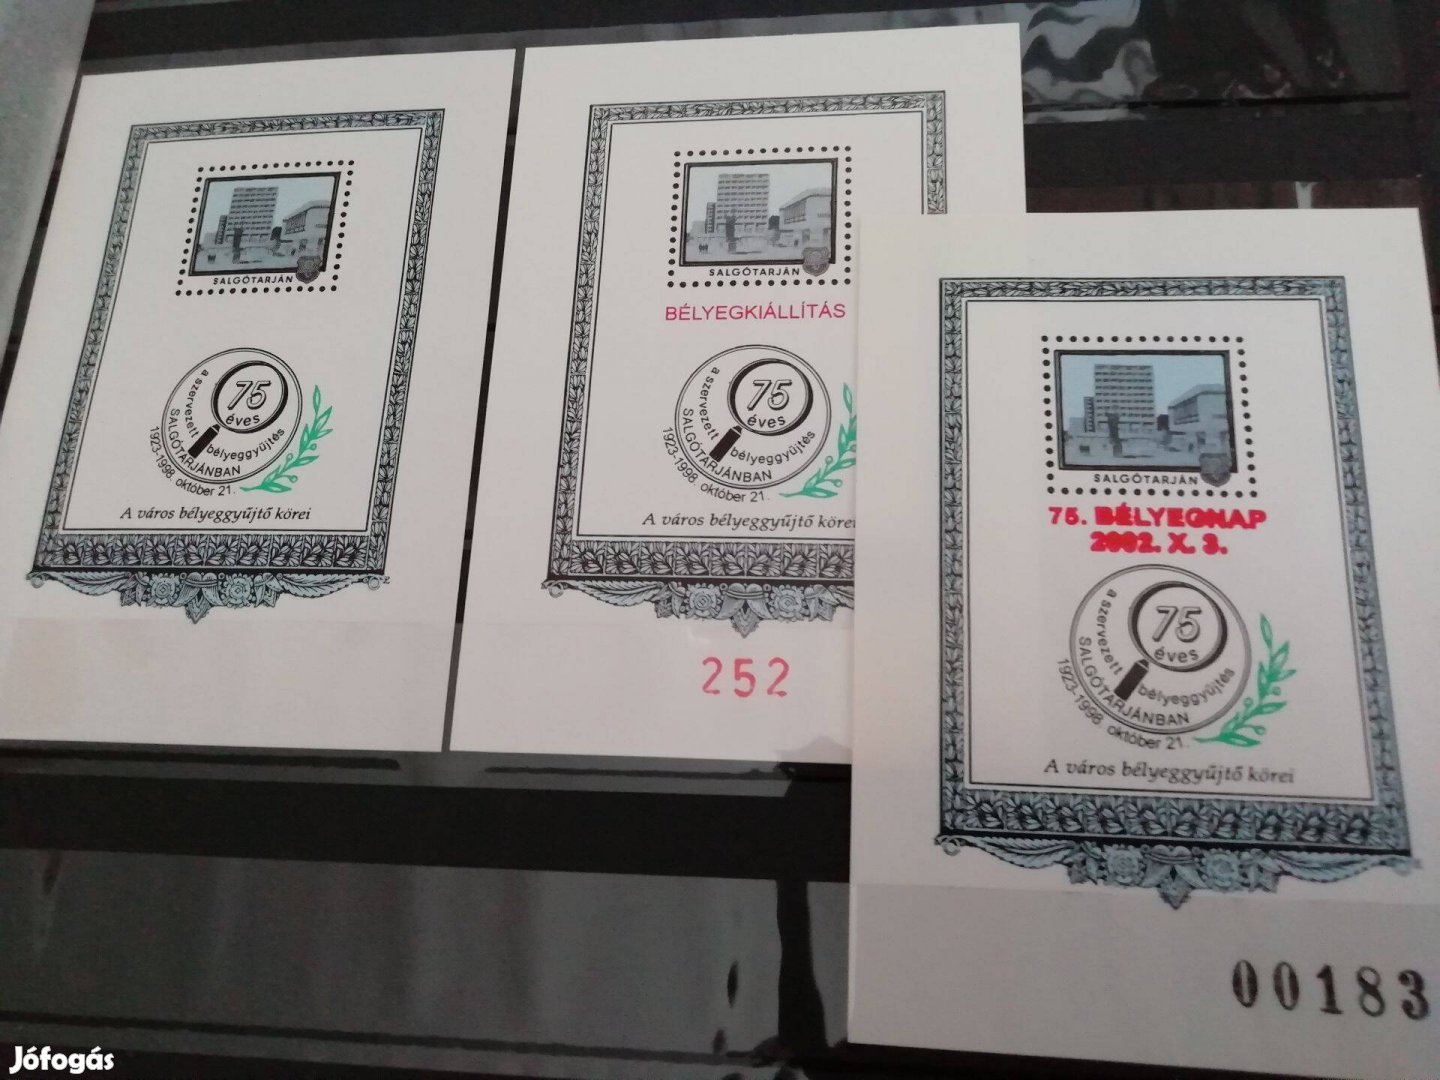 SALGÓTARJÁN
75
éves
a szervezett bélyeggyűjtés
SALGÓTARJÁNBAN
1923-1998. október 21.
A város bélyeggyűjtő körei
SALGÓTARJÁN
BÉLYEGKIÁLLÍTÁS
75
éves
a szervezett bélyeggyűjtés
SALGÓTARJÁNBAN
1923-1998. október 21.
A város bélyeggyűjtő körei
252
SALGÓTARJÁN
75. BÉLYEGNAP
2002. X. 3.
75
éves
a szervezett bélyeggyűjtés
SALGÓTARJÁNBAN
1923-1998. október 21.
A város bélyeggyűjtő körei
00183
Jófogás